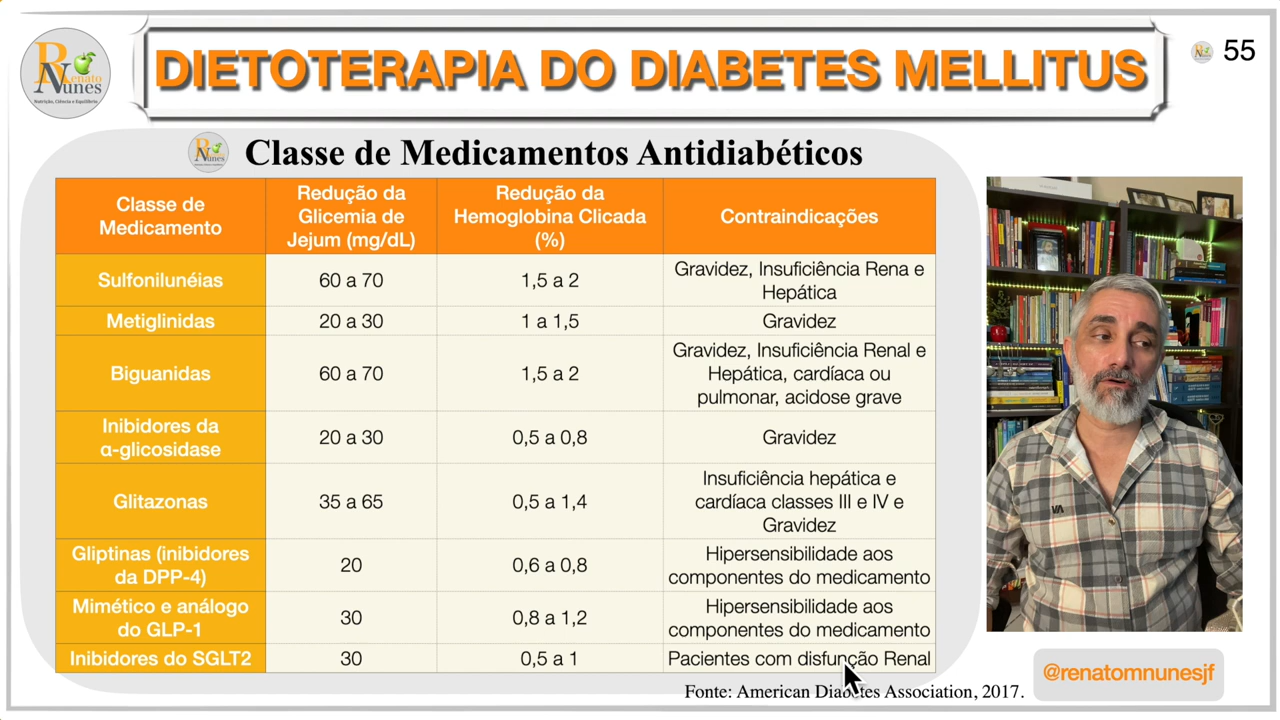 Renato
Nunes
Nutrição, Ciência e Equilíbrio.
DIETOTERAPIA DO DIABETES MELLITUS
55
Classe de Medicamentos Antidiabéticos
Classe de
Medicamento
Redução da
Glicemia de
Jejum (mg/dL)
Redução da
Hemoglobina Clicada
(%)
Contraindicações
Sulfonilunéias
60 a 70
1,5 a 2
Gravidez, Insuficiência Rena e
Hepática
Metiglinidas
20 a 30
1 a 1,5
Gravidez
Biguanidas
60 a 70
1,5 a 2
Gravidez, Insuficiência Renal e
Hepática, cardíaca ou
pulmonar, acidose grave
Inibidores da
α-glicosidase
20 a 30
0,5 a 0,8
Gravidez
Glitazonas
35 a 65
0,5 a 1,4
Insuficiência hepática e
cardíaca classes III e IV e
Gravidez
Gliptinas (inibidores
da DPP-4)
20
0,6 a 0,8
Hipersensibilidade aos
componentes do medicamento
Mimético e análogo
do GLP-1
30
0,8 a 1,2
Hipersensibilidade aos
componentes do medicamento
Inibidores do SGLT2
30
0,5 a 1
Pacientes com disfunção Renal
Fonte: American Diabetes Association, 2017.
@renatomnunesjf
VA